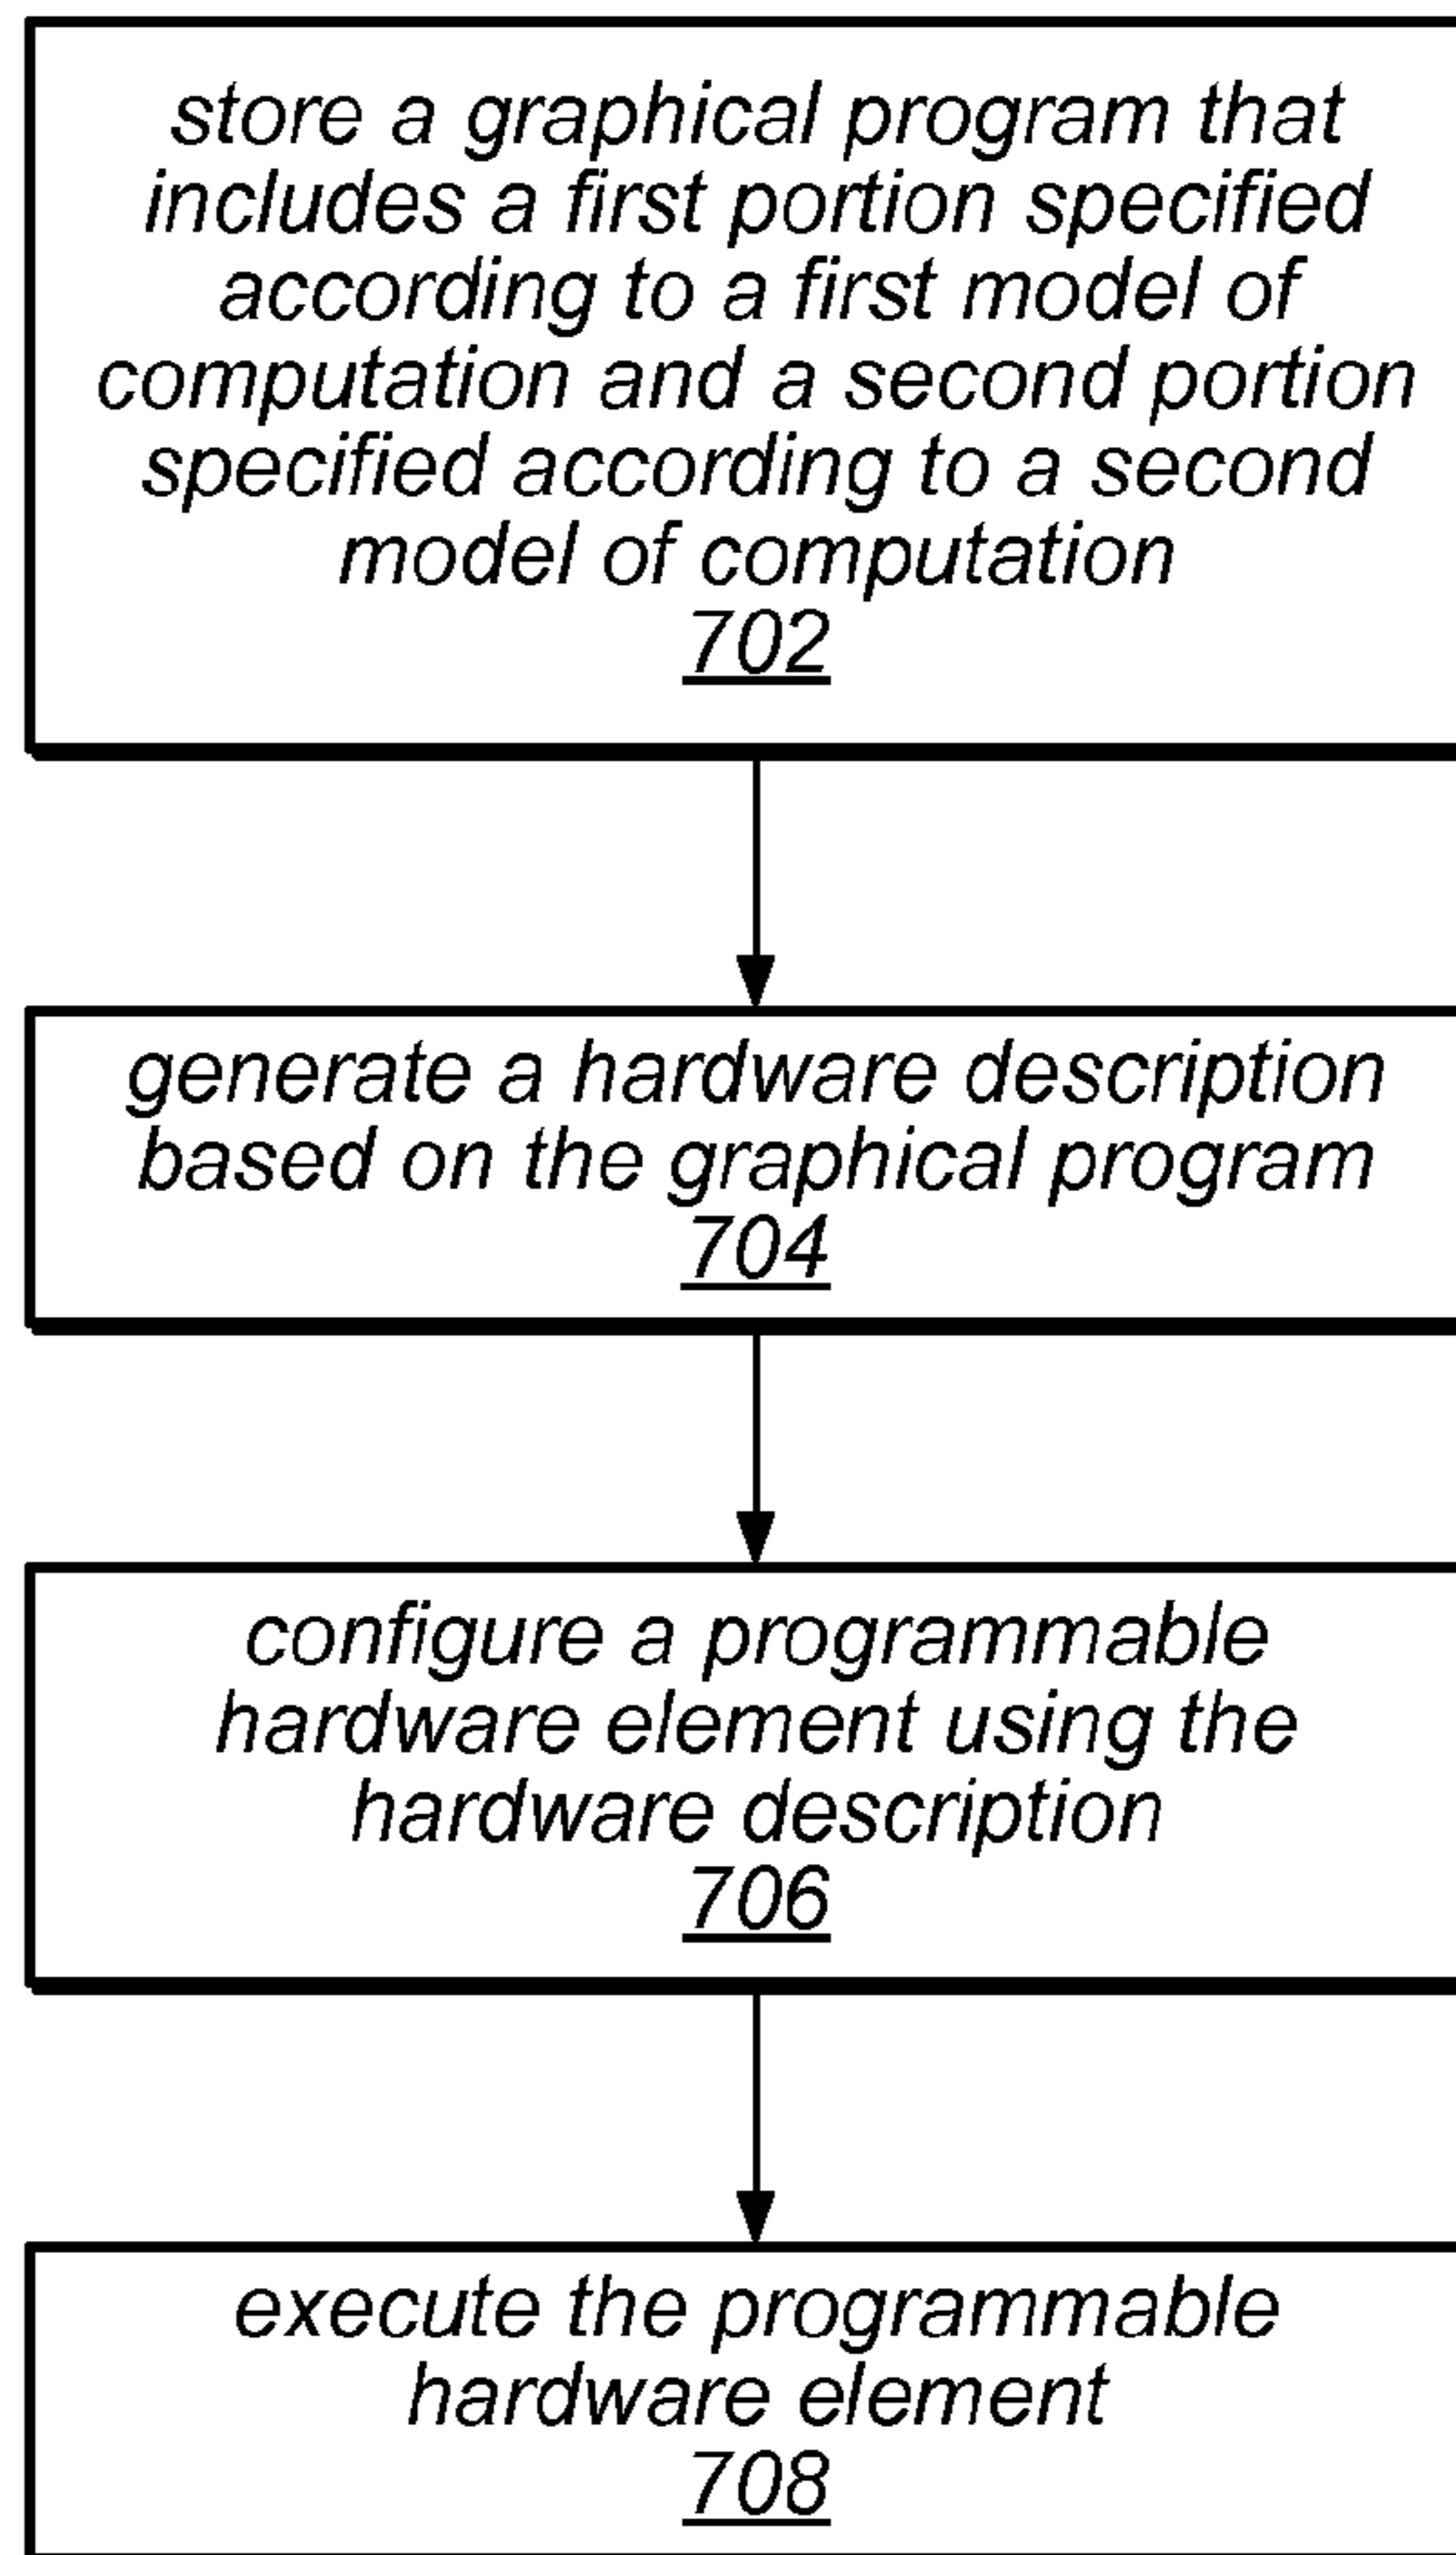 store a graphical program that
includes a first portion specified
according to a first model of
computation and a second portion
specified according to a second
model of computation
702
generate a hardware description
based on the graphical program
704
configure a programmable
hardware element using the
hardware description
706
execute the programmable
hardware element
708